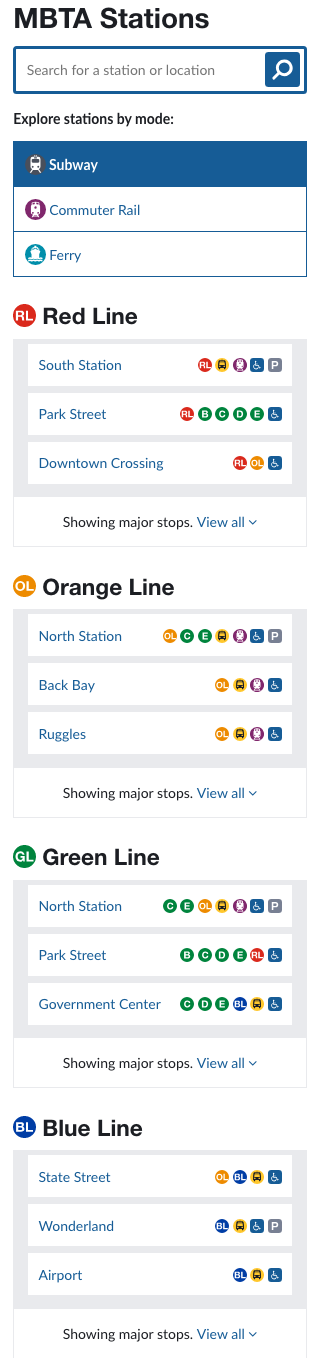 MBTA Stations
Search for a station or location
Explore stations by mode:
Subway
Commuter Rail
Ferry
RL Red Line
South Station RL P
Park Street RL B C D E
Downtown Crossing RL OL
Showing major stops. View all
OL Orange Line
North Station OL C E P
Back Bay OL
Ruggles OL
Showing major stops. View all
GL Green Line
North Station C E OL P
Park Street B C D E RL
Government Center C D E BL
Showing major stops. View all
BL Blue Line
State Street OL BL
Wonderland BL P
Airport BL
Showing major stops. View all